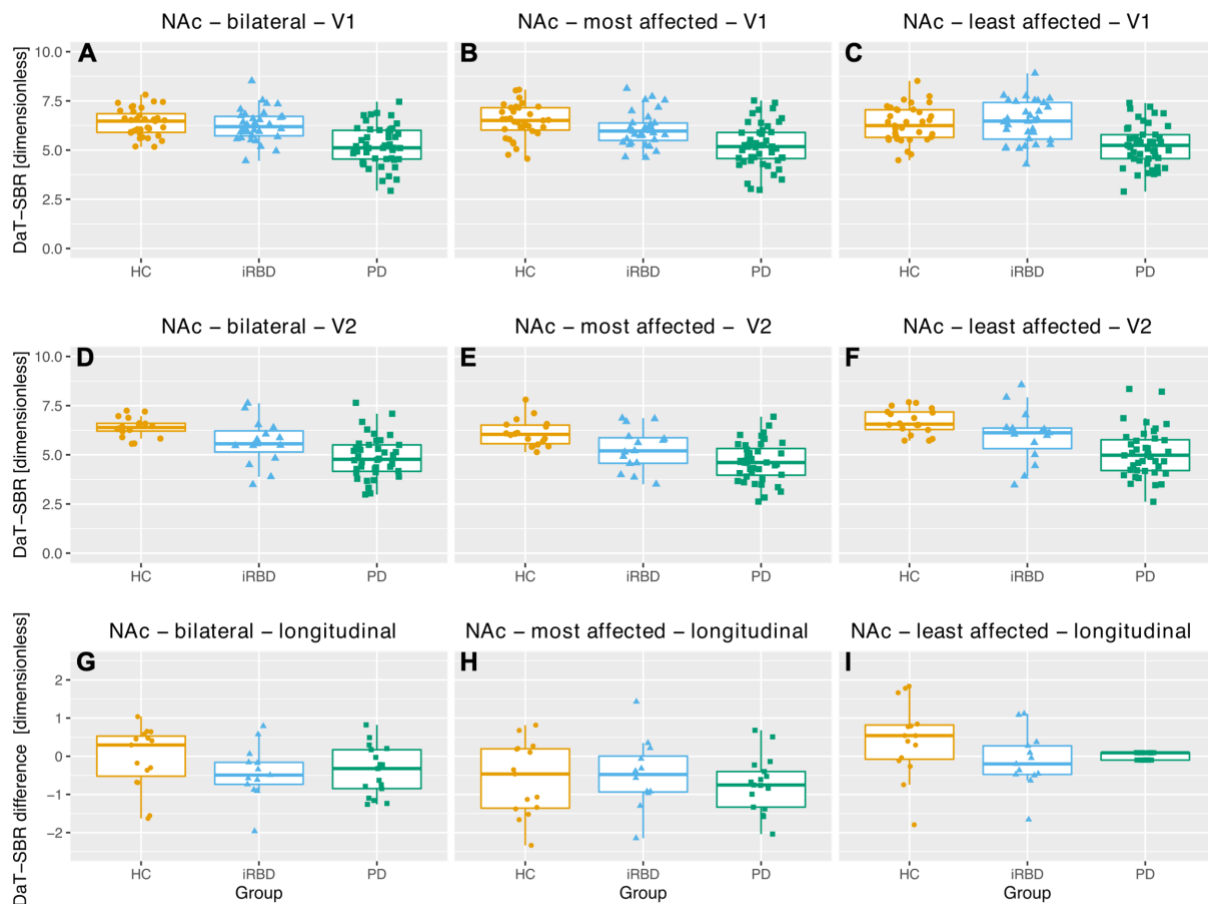 NAc − bilateral − V1
NAc − most affected − V1
NAc − least affected − V1
A
B
C
DaT−SBR [dimensionless]
10.0
7.5
5.0
2.5
0.0
HC
iRBD
PD
HC
iRBD
PD
HC
iRBD
PD
NAc − bilateral − V2
NAc − most affected − V2
NAc − least affected − V2
D
E
F
DaT−SBR [dimensionless]
10.0
7.5
5.0
2.5
0.0
HC
iRBD
PD
HC
iRBD
PD
HC
iRBD
PD
NAc − bilateral − longitudinal
NAc − most affected − longitudinal
NAc − least affected − longitudinal
G
H
I
DaT−SBR difference [dimensionless]
2
1
0
−1
−2
HC
iRBD
PD
HC
iRBD
PD
HC
iRBD
PD
Group
Group
Group